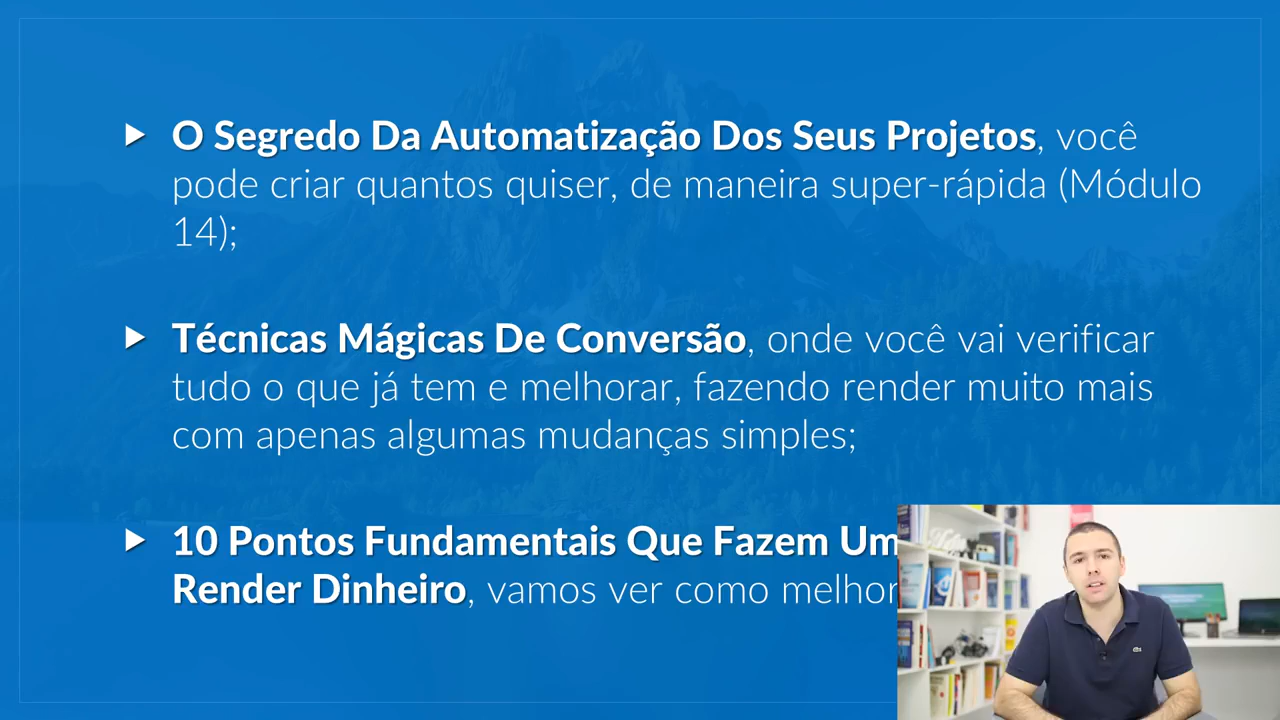 O Segredo Da Automatização Dos Seus Projetos, você
pode criar quantos quiser, de maneira super-rápida (Módulo
14);
Técnicas Mágicas De Conversão, onde você vai verificar
tudo o que já tem e melhorar, fazendo render muito mais
com apenas algumas mudanças simples;
10 Pontos Fundamentais Que Fazem Um
Render Dinheiro, vamos ver como melhor